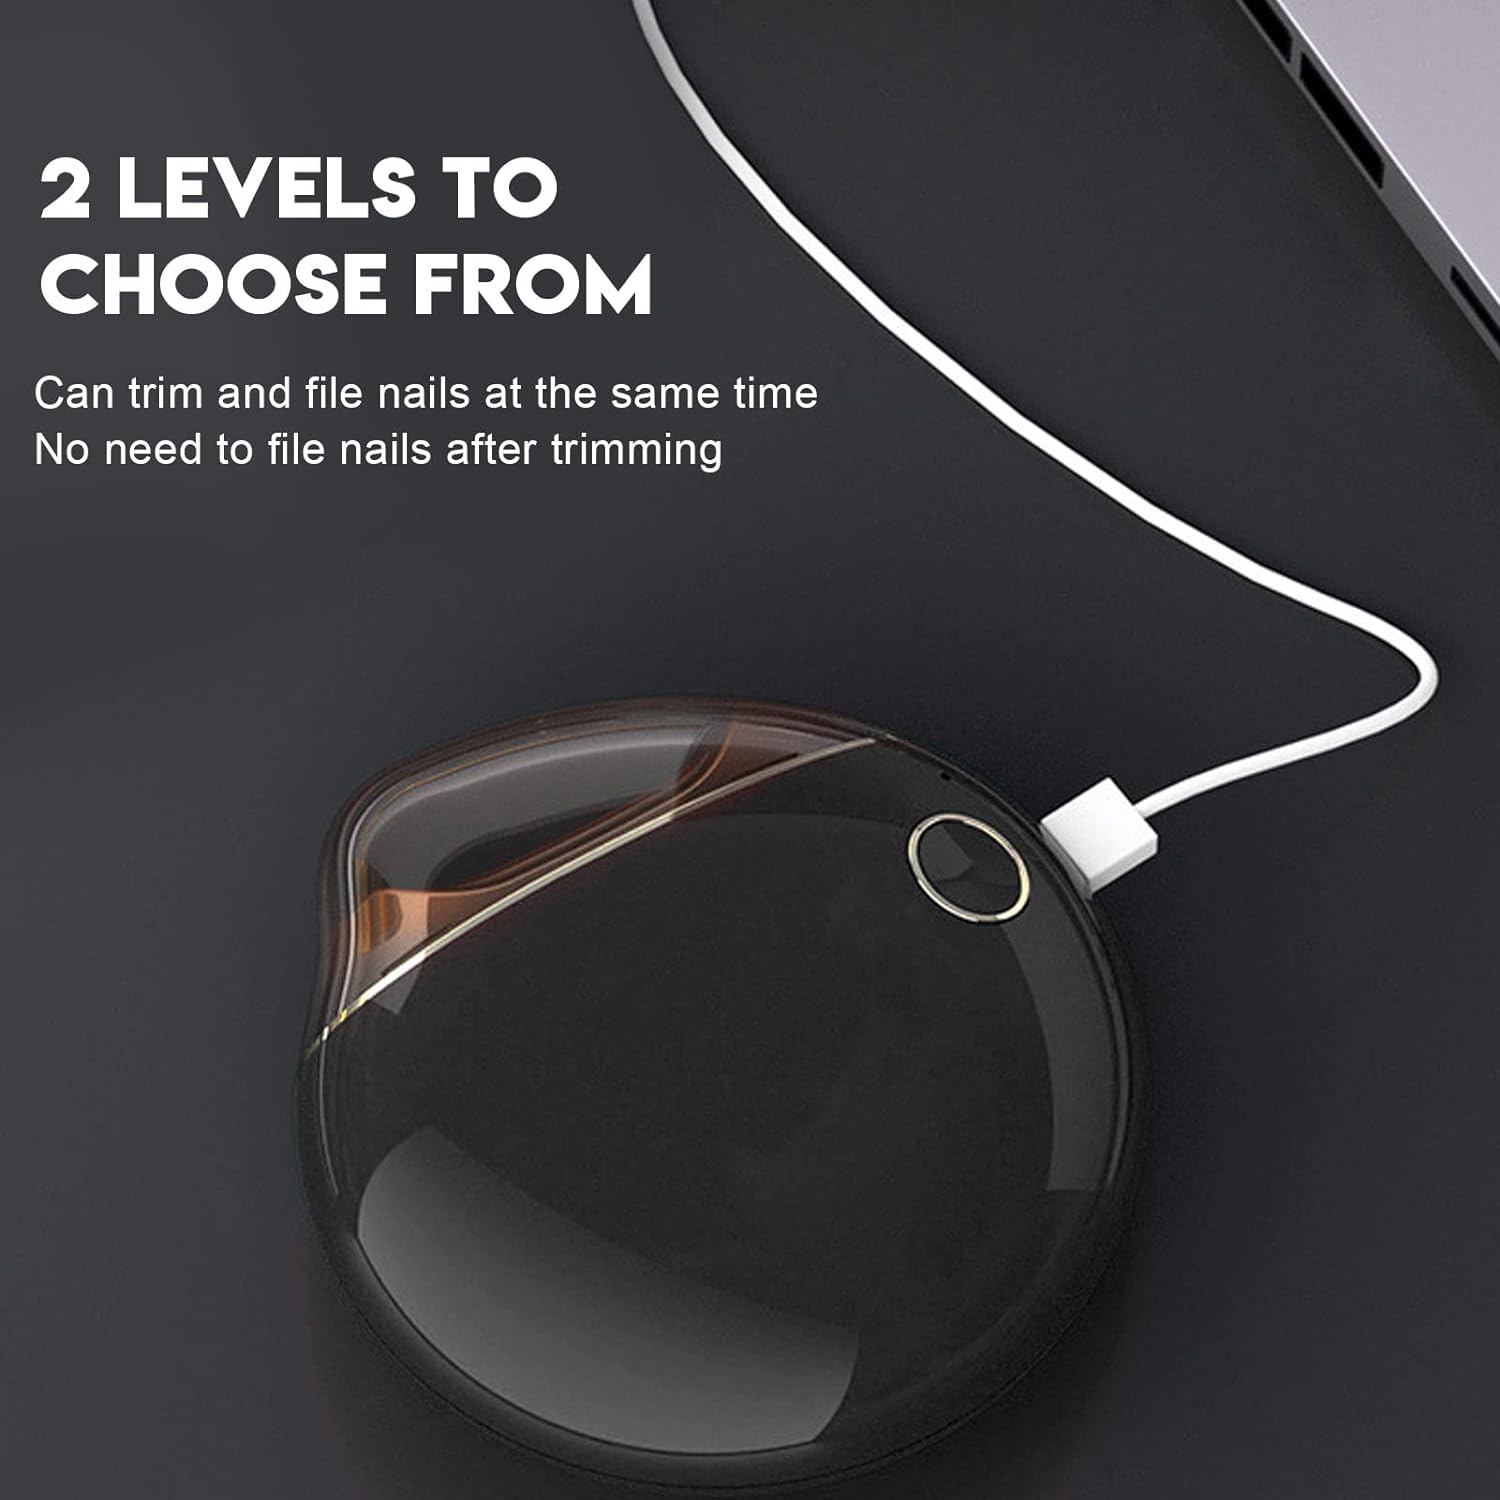 2 LEVELS TO
CHOOSE FROM
Can trim and file nails at the same time
No need to file nails after trimming